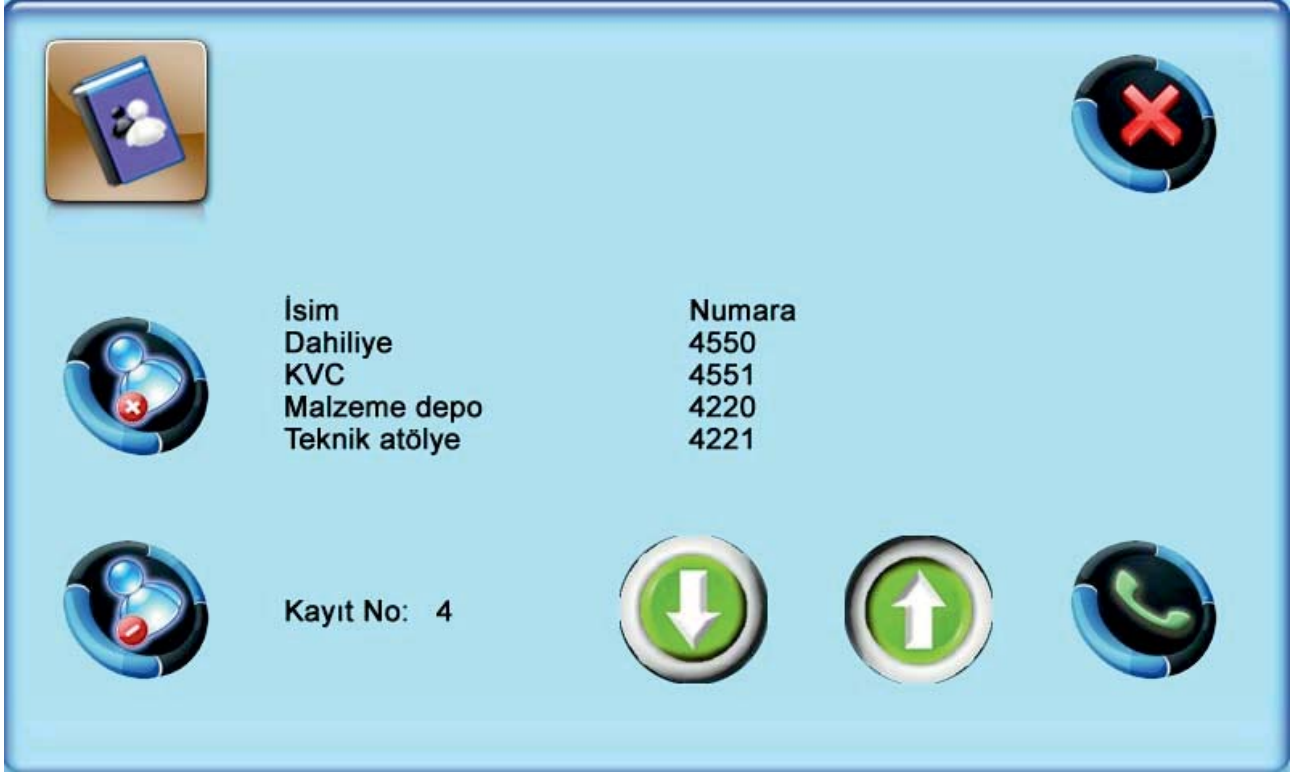 İsim Numara
Dahiliye 4550
KVC 4551
Malzeme depo 4220
Teknik atölye 4221
Kayıt No: 4